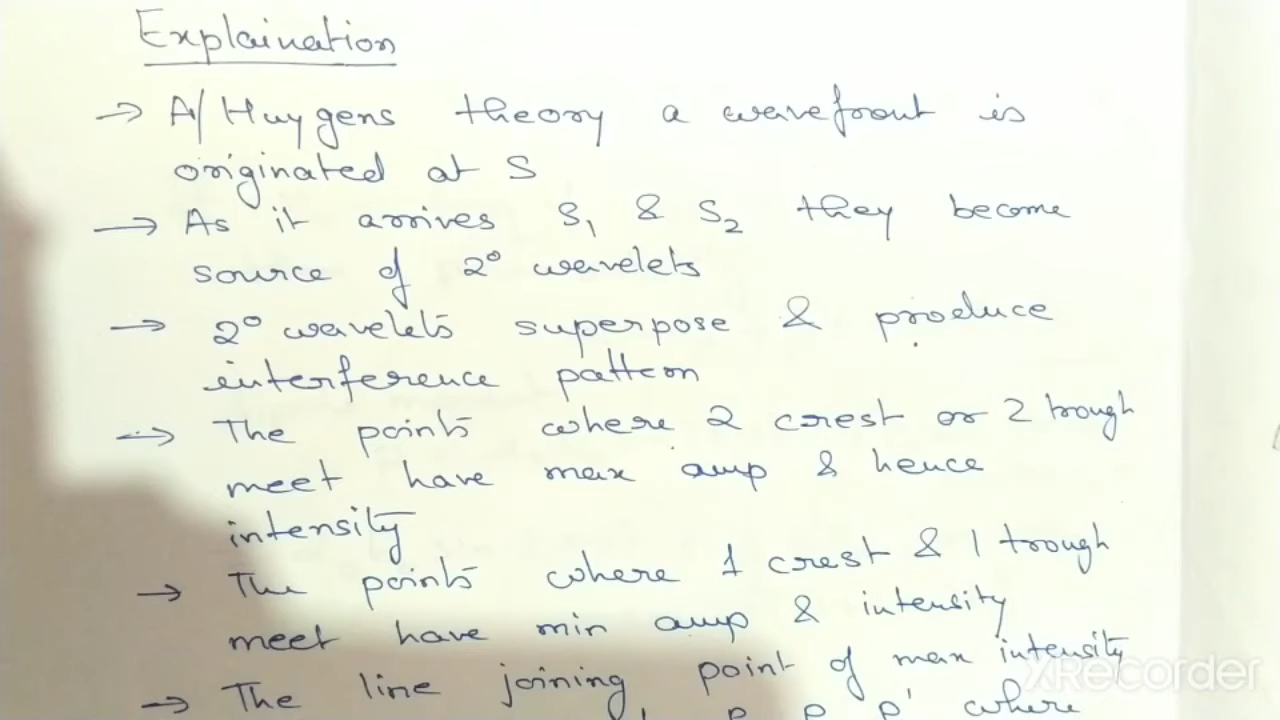 Explaination
→ A/ Huygens theory a wavefront is
originated at S
→ As it arrives S₁ & S₂ they become
source of 2° wavelets
→ 2° wavelets superpose & produce
interference pattern
→ The points where 2 crest or 2 trough
meet have max amp & hence
intensity
→ The points where 1 crest & 1 trough
meet have min amp & intensity
→ The line joining point of max intensity
P P P' where
XRecorder